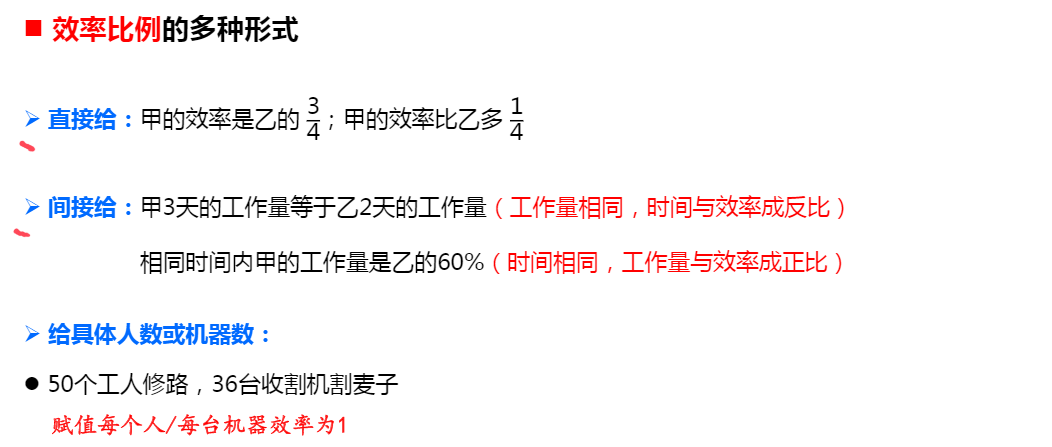 ■ 效率比例的多种形式
➢ 直接给：甲的效率是乙的 3/4；甲的效率比乙多 1/4
➢ 间接给：甲3天的工作量等于乙2天的工作量（工作量相同，时间与效率成反比）
相同时间内甲的工作量是乙的60%（时间相同，工作量与效率成正比）
➢ 给具体人数或机器数：
● 50个工人修路，36台收割机割麦子
赋值每个人/每台机器效率为1